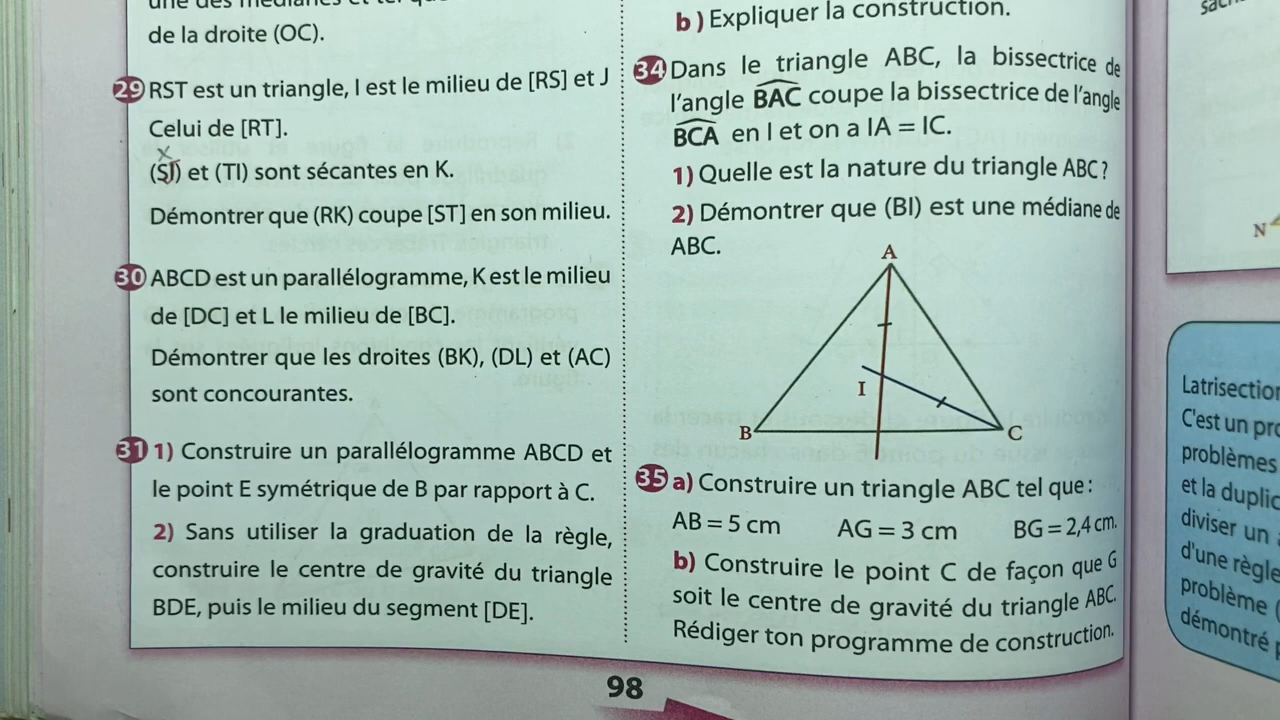 de la droite (OC).
29 RST est un triangle, I est le milieu de [RS] et J
Celui de [RT].
(SJ) et (TI) sont sécantes en K.
Démontrer que (RK) coupe [ST] en son milieu.
30 ABCD est un parallélogramme, K est le milieu
de [DC] et L le milieu de [BC].
Démontrer que les droites (BK), (DL) et (AC)
sont concourantes.
31 1) Construire un parallélogramme ABCD et
le point E symétrique de B par rapport à C.
2) Sans utiliser la graduation de la règle,
construire le centre de gravité du triangle
BDE, puis le milieu du segment [DE].
b) Expliquer la construction.
34 Dans le triangle ABC, la bissectrice de
l'angle BAC coupe la bissectrice de l'angle
BCA en I et on a IA = IC.
1) Quelle est la nature du triangle ABC?
2) Démontrer que (BI) est une médiane de
ABC.
A
I
B
C
35 a) Construire un triangle ABC tel que :
AB = 5 cm AG = 3 cm BG = 2,4 cm.
b) Construire le point C de façon que G
soit le centre de gravité du triangle ABC.
Rédiger ton programme de construction.
98
N
Latrisection
C'est un
problèmes
et la
diviser un
d'une règle
problème
démontré